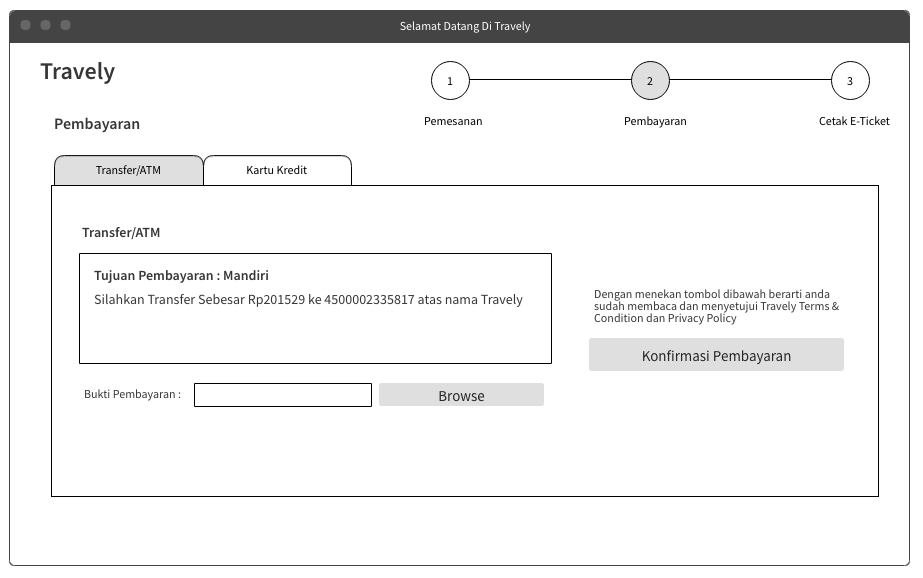 Selamat Datang Di Travely
Travely
1
2
3
Pemesanan
Pembayaran
Cetak E-Ticket
Pembayaran
Transfer/ATM
Kartu Kredit
Transfer/ATM
Tujuan Pembayaran : Mandiri
Silahkan Transfer Sebesar Rp201529 ke 4500002335817 atas nama Travely
Bukti Pembayaran :
Browse
Dengan menekan tombol dibawah berarti anda
sudah membaca dan menyetujui Travely Terms &
Condition dan Privacy Policy
Konfirmasi Pembayaran